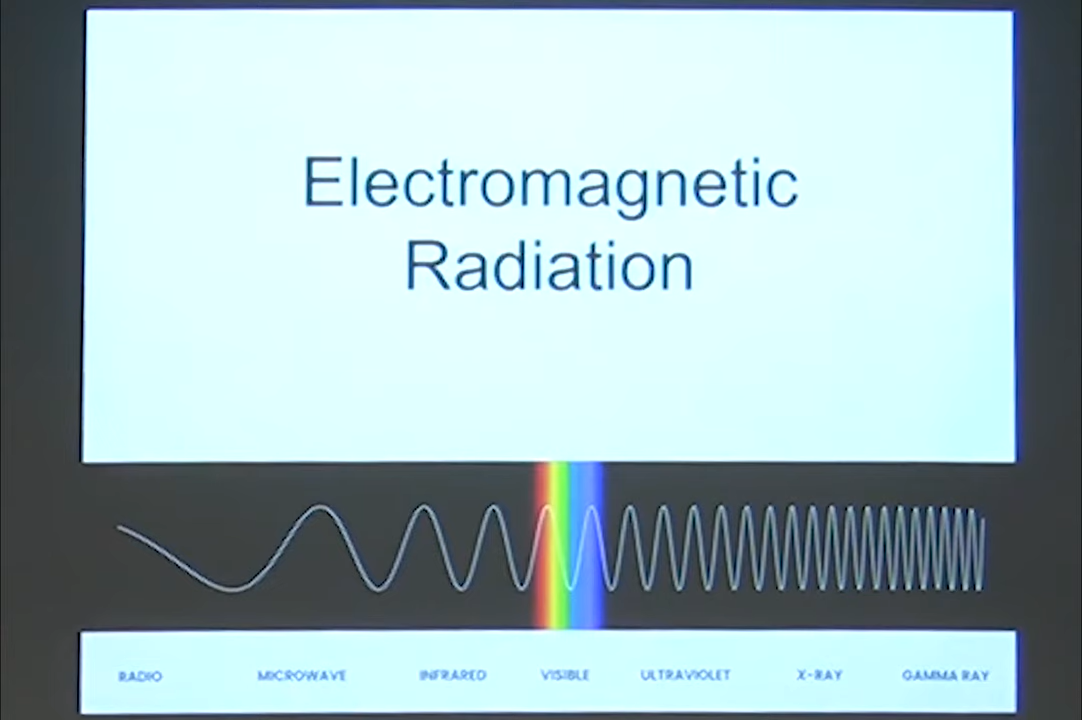 Electromagnetic
Radiation
RADIO MICROWAVE INFRARED VISIBLE ULTRAVIOLET X-RAY GAMMA RAY